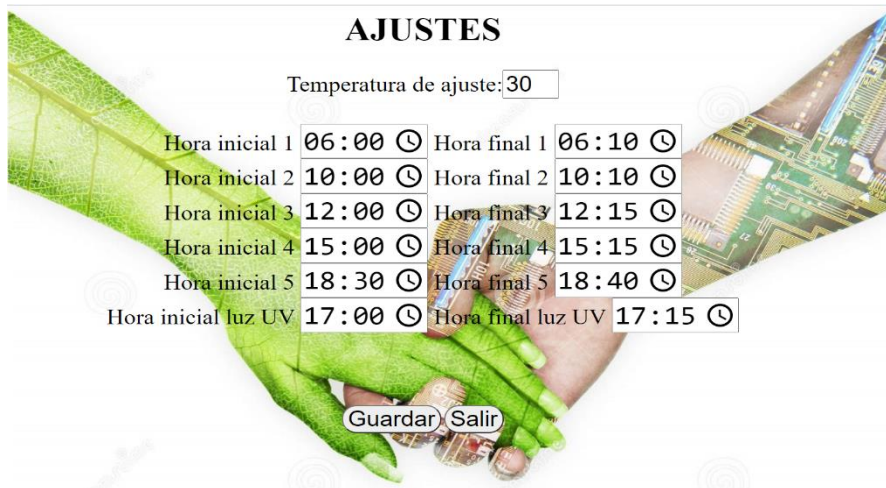 AJUSTES
Temperatura de ajuste: 30
Hora inicial 1 06:00 Hora final 1 06:10
Hora inicial 2 10:00 Hora final 2 10:10
Hora inicial 3 12:00 Hora final 3 12:15
Hora inicial 4 15:00 Hora final 4 15:15
Hora inicial 5 18:30 Hora final 5 18:40
Hora inicial luz UV 17:00 Hora final luz UV 17:15
Guardar Salir